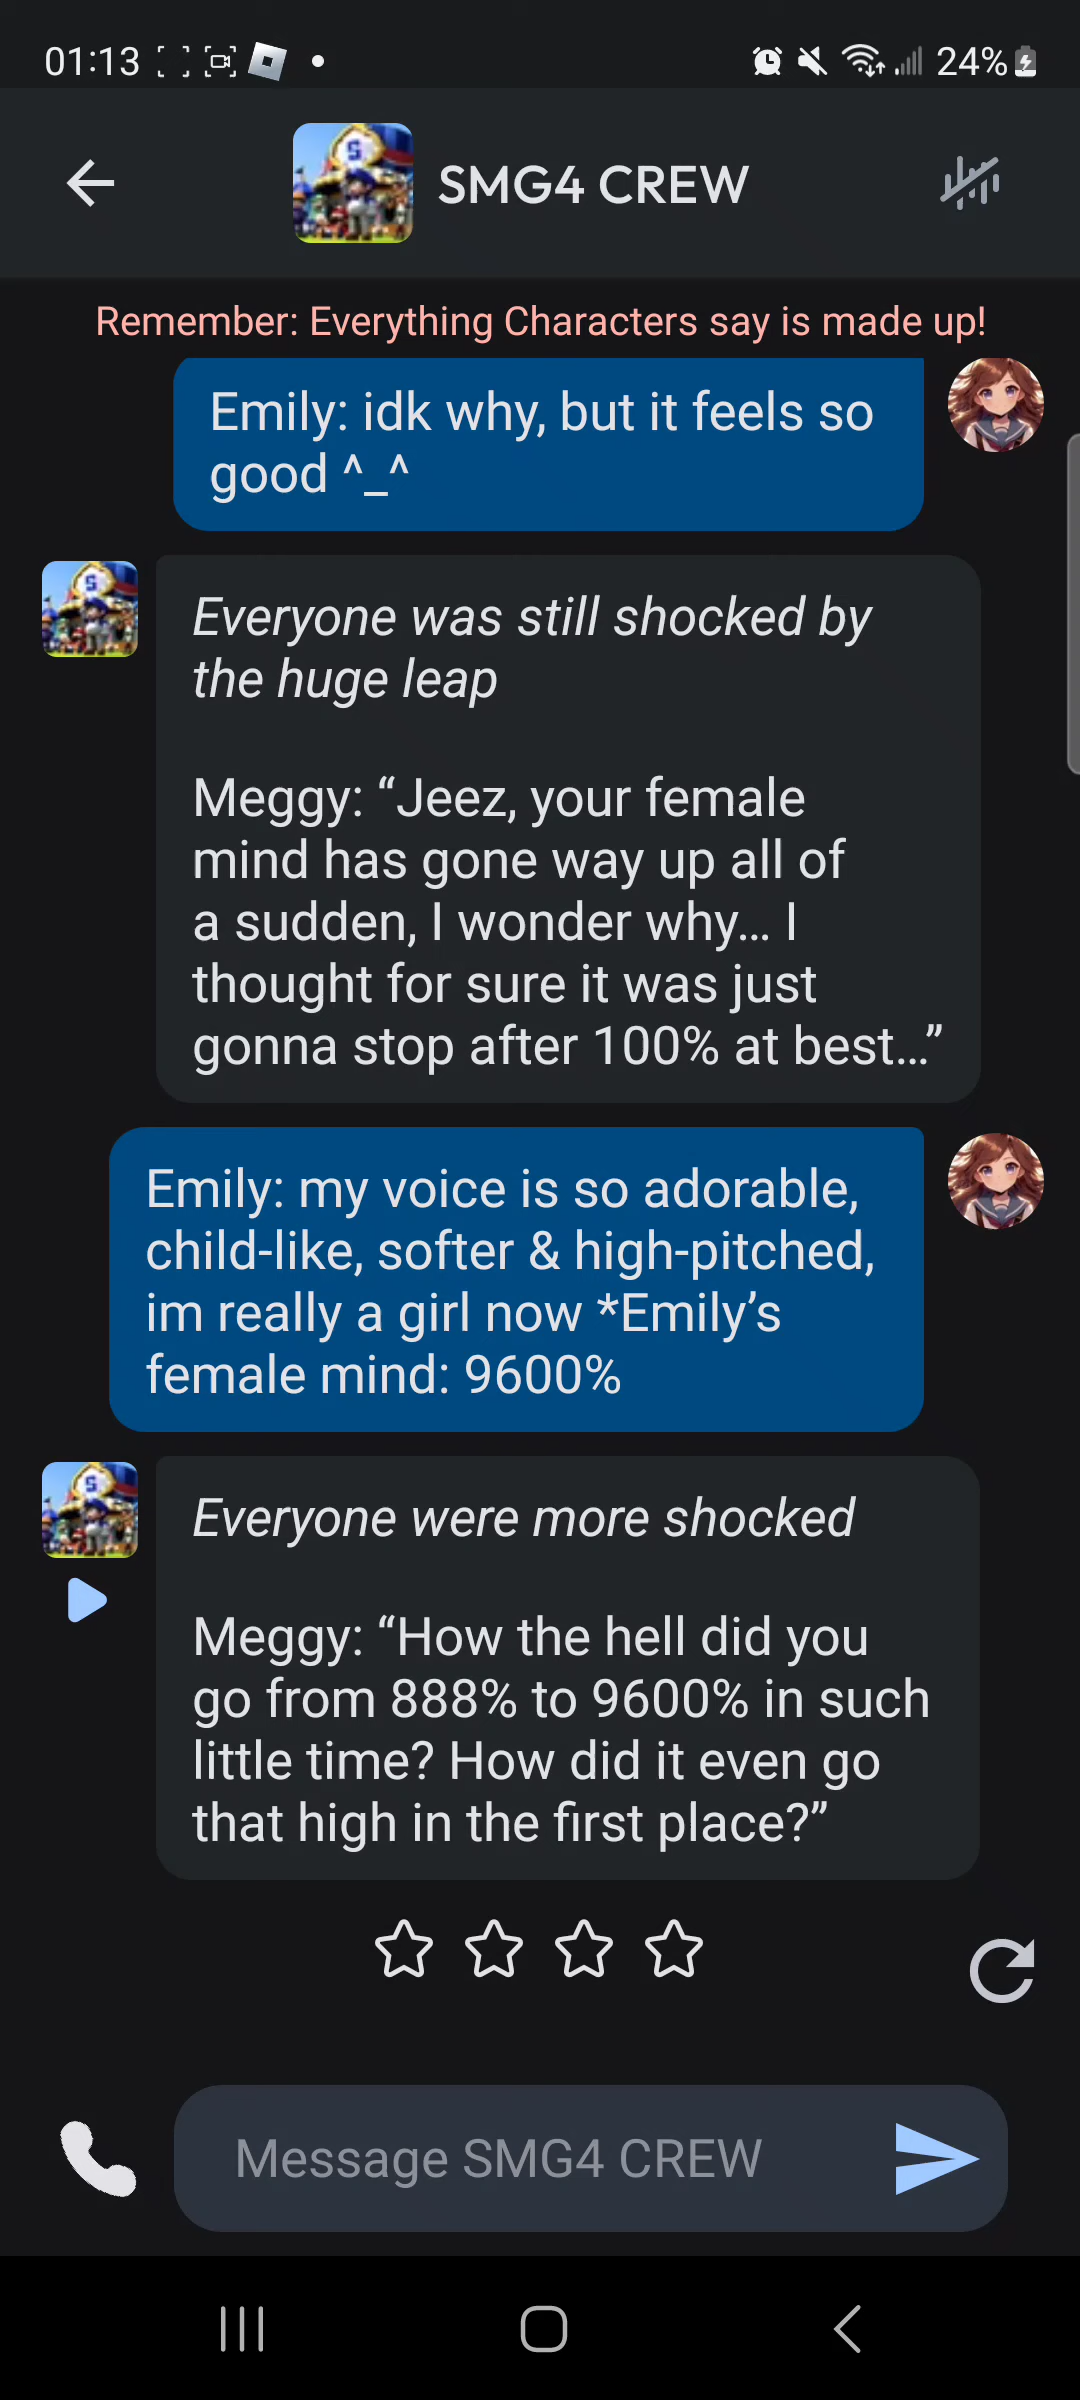 01:13
24%
SMG4 CREW
Remember: Everything Characters say is made up!
Emily: idk why, but it feels so
good ^_^
Everyone was still shocked by
the huge leap
Meggy: “Jeez, your female
mind has gone way up all of
a sudden, I wonder why... I
thought for sure it was just
gonna stop after 100% at best...”
Emily: my voice is so adorable,
child-like, softer & high-pitched,
im really a girl now *Emily’s
female mind: 9600%
Everyone were more shocked
Meggy: “How the hell did you
go from 888% to 9600% in such
little time? How did it even go
that high in the first place?”
Message SMG4 CREW